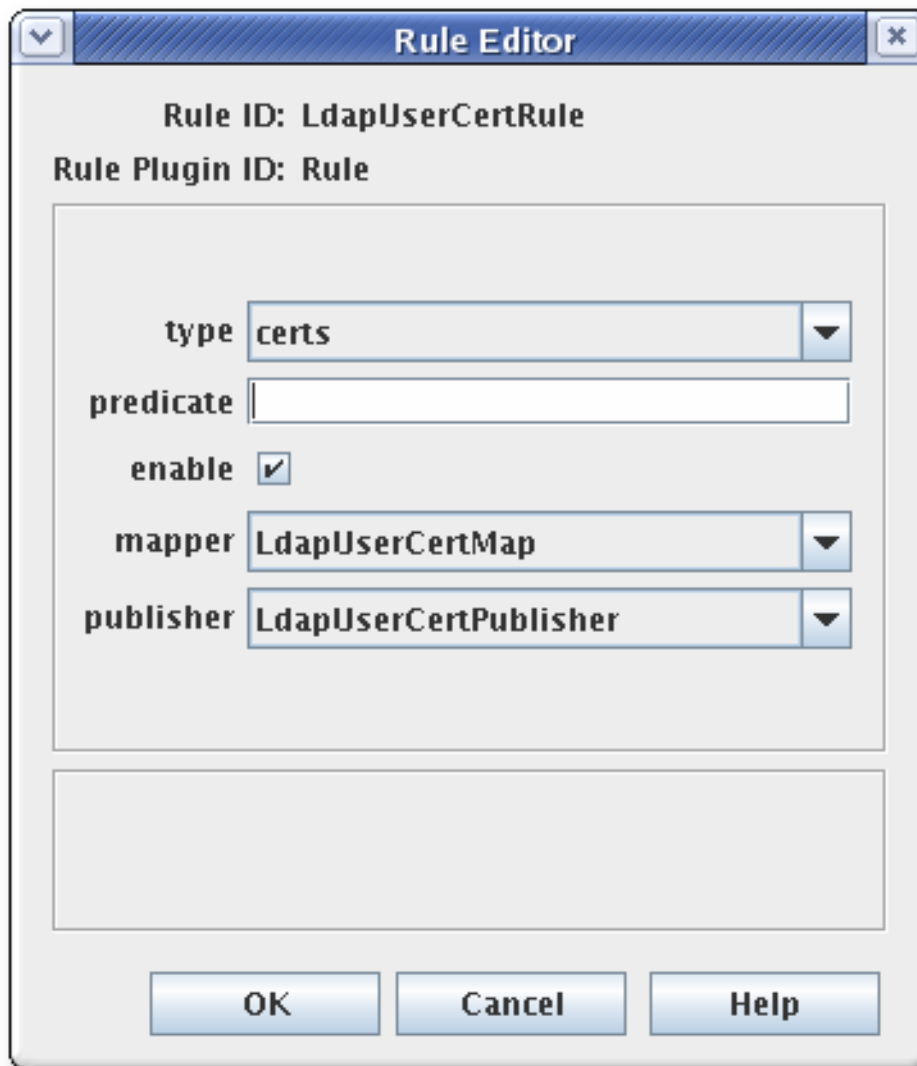 Rule Editor
Rule ID: LdapUserCertRule
Rule Plugin ID: Rule
type certs
predicate
enable
mapper LdapUserCertMap
publisher LdapUserCertPublisher
OK Cancel Help